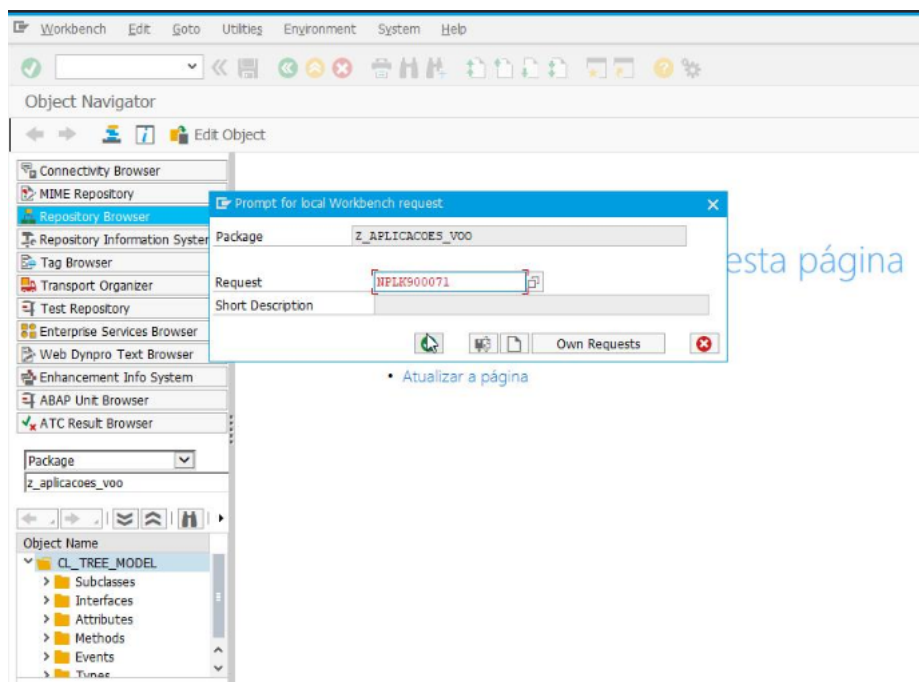 Workbench Edit Goto Utilities Environment System Help
Object Navigator
Edit Object
Connectivity Browser
MIME Repository
Repository Browser
Repository Information System
Tag Browser
Transport Organizer
Test Repository
Enterprise Services Browser
Web Dynpro Text Browser
Enhancement Info System
ABAP Unit Browser
ATC Result Browser
Package
z_aplicacoes_voo
Object Name
CL_TREE_MODEL
Subclasses
Interfaces
Attributes
Methods
Events
Types
Prompt for local Workbench request
Package Z_APLICACOES_VOO
Request NPLK900071
Short Description
Own Requests
esta página
• Atualizar a página